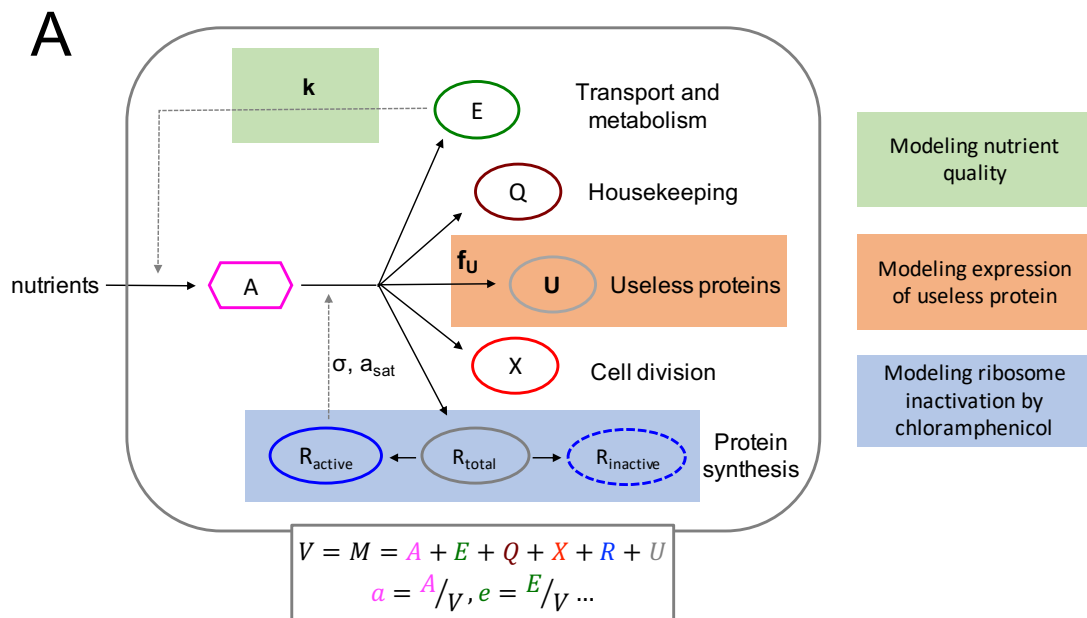 A
k
E
Transport and
metabolism
Q
Housekeeping
f_U
U
Useless proteins
nutrients
A
σ, a_sat
X
Cell division
R_active
R_total
R_inactive
Protein
synthesis
V = M = A + E + Q + X + R + U
a = A/V, e = E/V ...
Modeling nutrient
quality
Modeling expression
of useless protein
Modeling ribosome
inactivation by
chloramphenicol